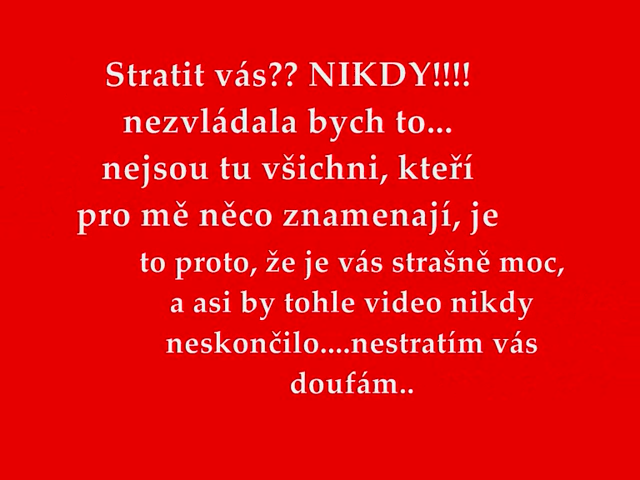 Stratit vás?? NIKDY!!!!
nezvládala bych to...
nejsou tu všichni, kteří
pro mě něco znamenají, je
to proto, že je vás strašně moc,
a asi by tohle video nikdy
neskončilo....nestratím vás
doufám..